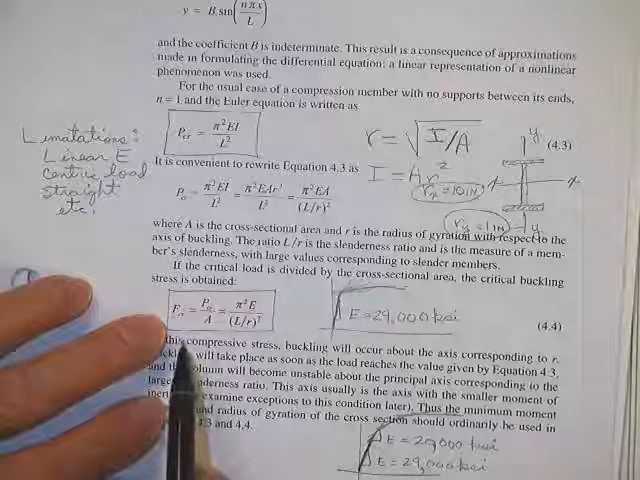 y = B sin(nπx/L)
and the coefficient B is indeterminate. This result is a consequence of approximations
made in formulating the differential equation; a linear representation of a nonlinear
phenomenon was used.
For the usual case of a compression member with no supports between its ends,
n = 1 and the Euler equation is written as
Pcr = π²EI/L²
r = √I/A
(4.3)
y
Limitations:
Linear E
Centric load
Straight
etc.
It is convenient to rewrite Equation 4.3 as
I = Ar²
rx = 10 IN
x
x
Pcr = π²EI/L² = π²EAr²/L² = π²EA/(L/r)²
ry = 1 IN
y
where A is the cross-sectional area and r is the radius of gyration with respect to the
axis of buckling. The ratio L/r is the slenderness ratio and is the measure of a mem-
ber's slenderness, with large values corresponding to slender members.
If the critical load is divided by the cross-sectional area, the critical buckling
stress is obtained:
Fcr = Pcr/A = π²E/(L/r)²
E = 29,000 ksi
(4.4)
this compressive stress, buckling will occur about the axis corresponding to r.
will take place as soon as the load reaches the value given by Equation 4.3,
and the column will become unstable about the principal axis corresponding to the
slenderness ratio. This axis usually is the axis with the smaller moment of
examine exceptions to this condition later). Thus the minimum moment
and radius of gyration of the cross section should ordinarily be used in
4.3 and 4.4.
E = 20,000 ksi
E = 29,000 ksi